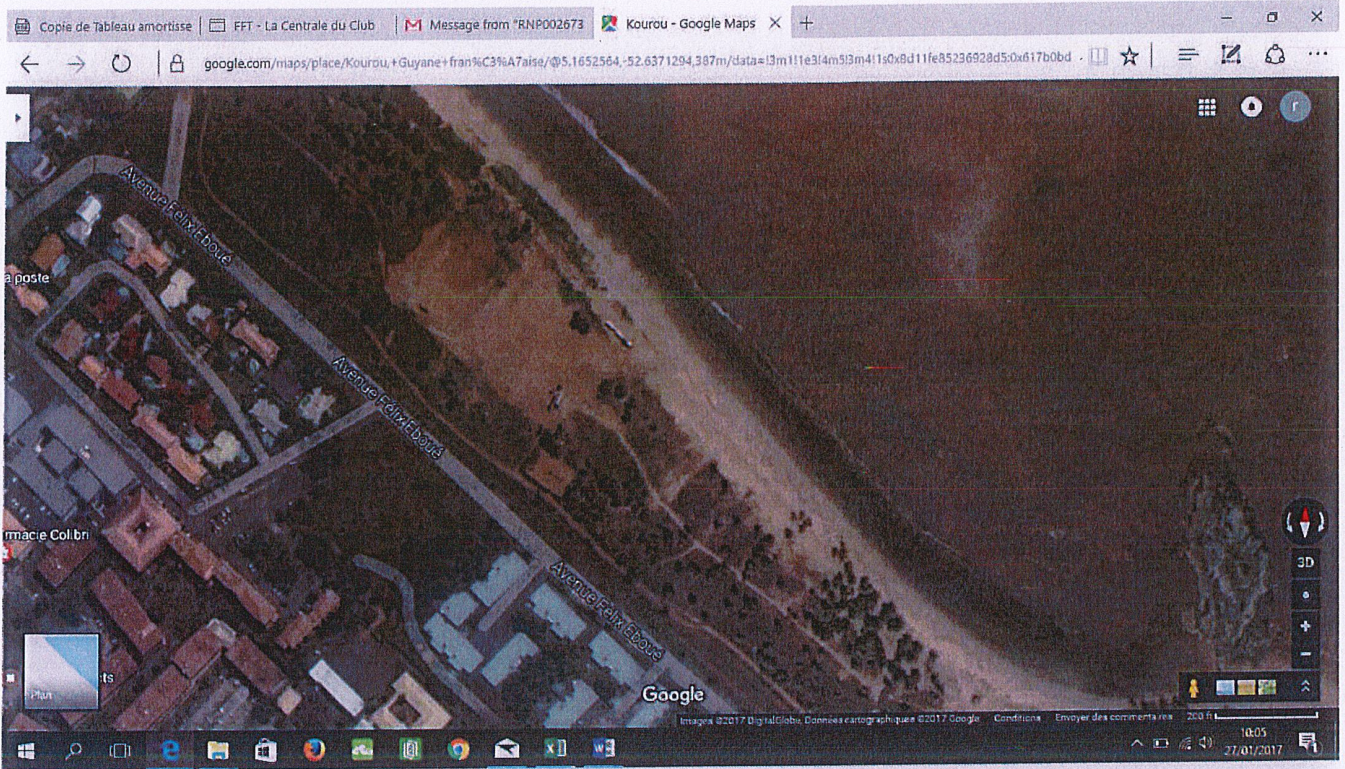 Copie de Tableau amortisse
FFT - La Centrale du Club
Message from "RNP002673
Kourou - Google Maps
google.com/maps/place/Kourou,+Guyane+fran%C3%A7aise/@5.1652564,-52.6371294,387m/data=!3m1!1e3!4m5!3m4!1s0x8d11fe85236928d5:0x617b0bd
r
Avenue Félix Eboué
a poste
Avenue Félix Eboué
rmacie Colibri
Avenue Félix Eboué
3D
ts
Plan
Google
Images ©2017 DigitalGlobe, Données cartographiques ©2017 Google Conditions Envoyer des commentaires 200 ft
10:05
27/01/2017